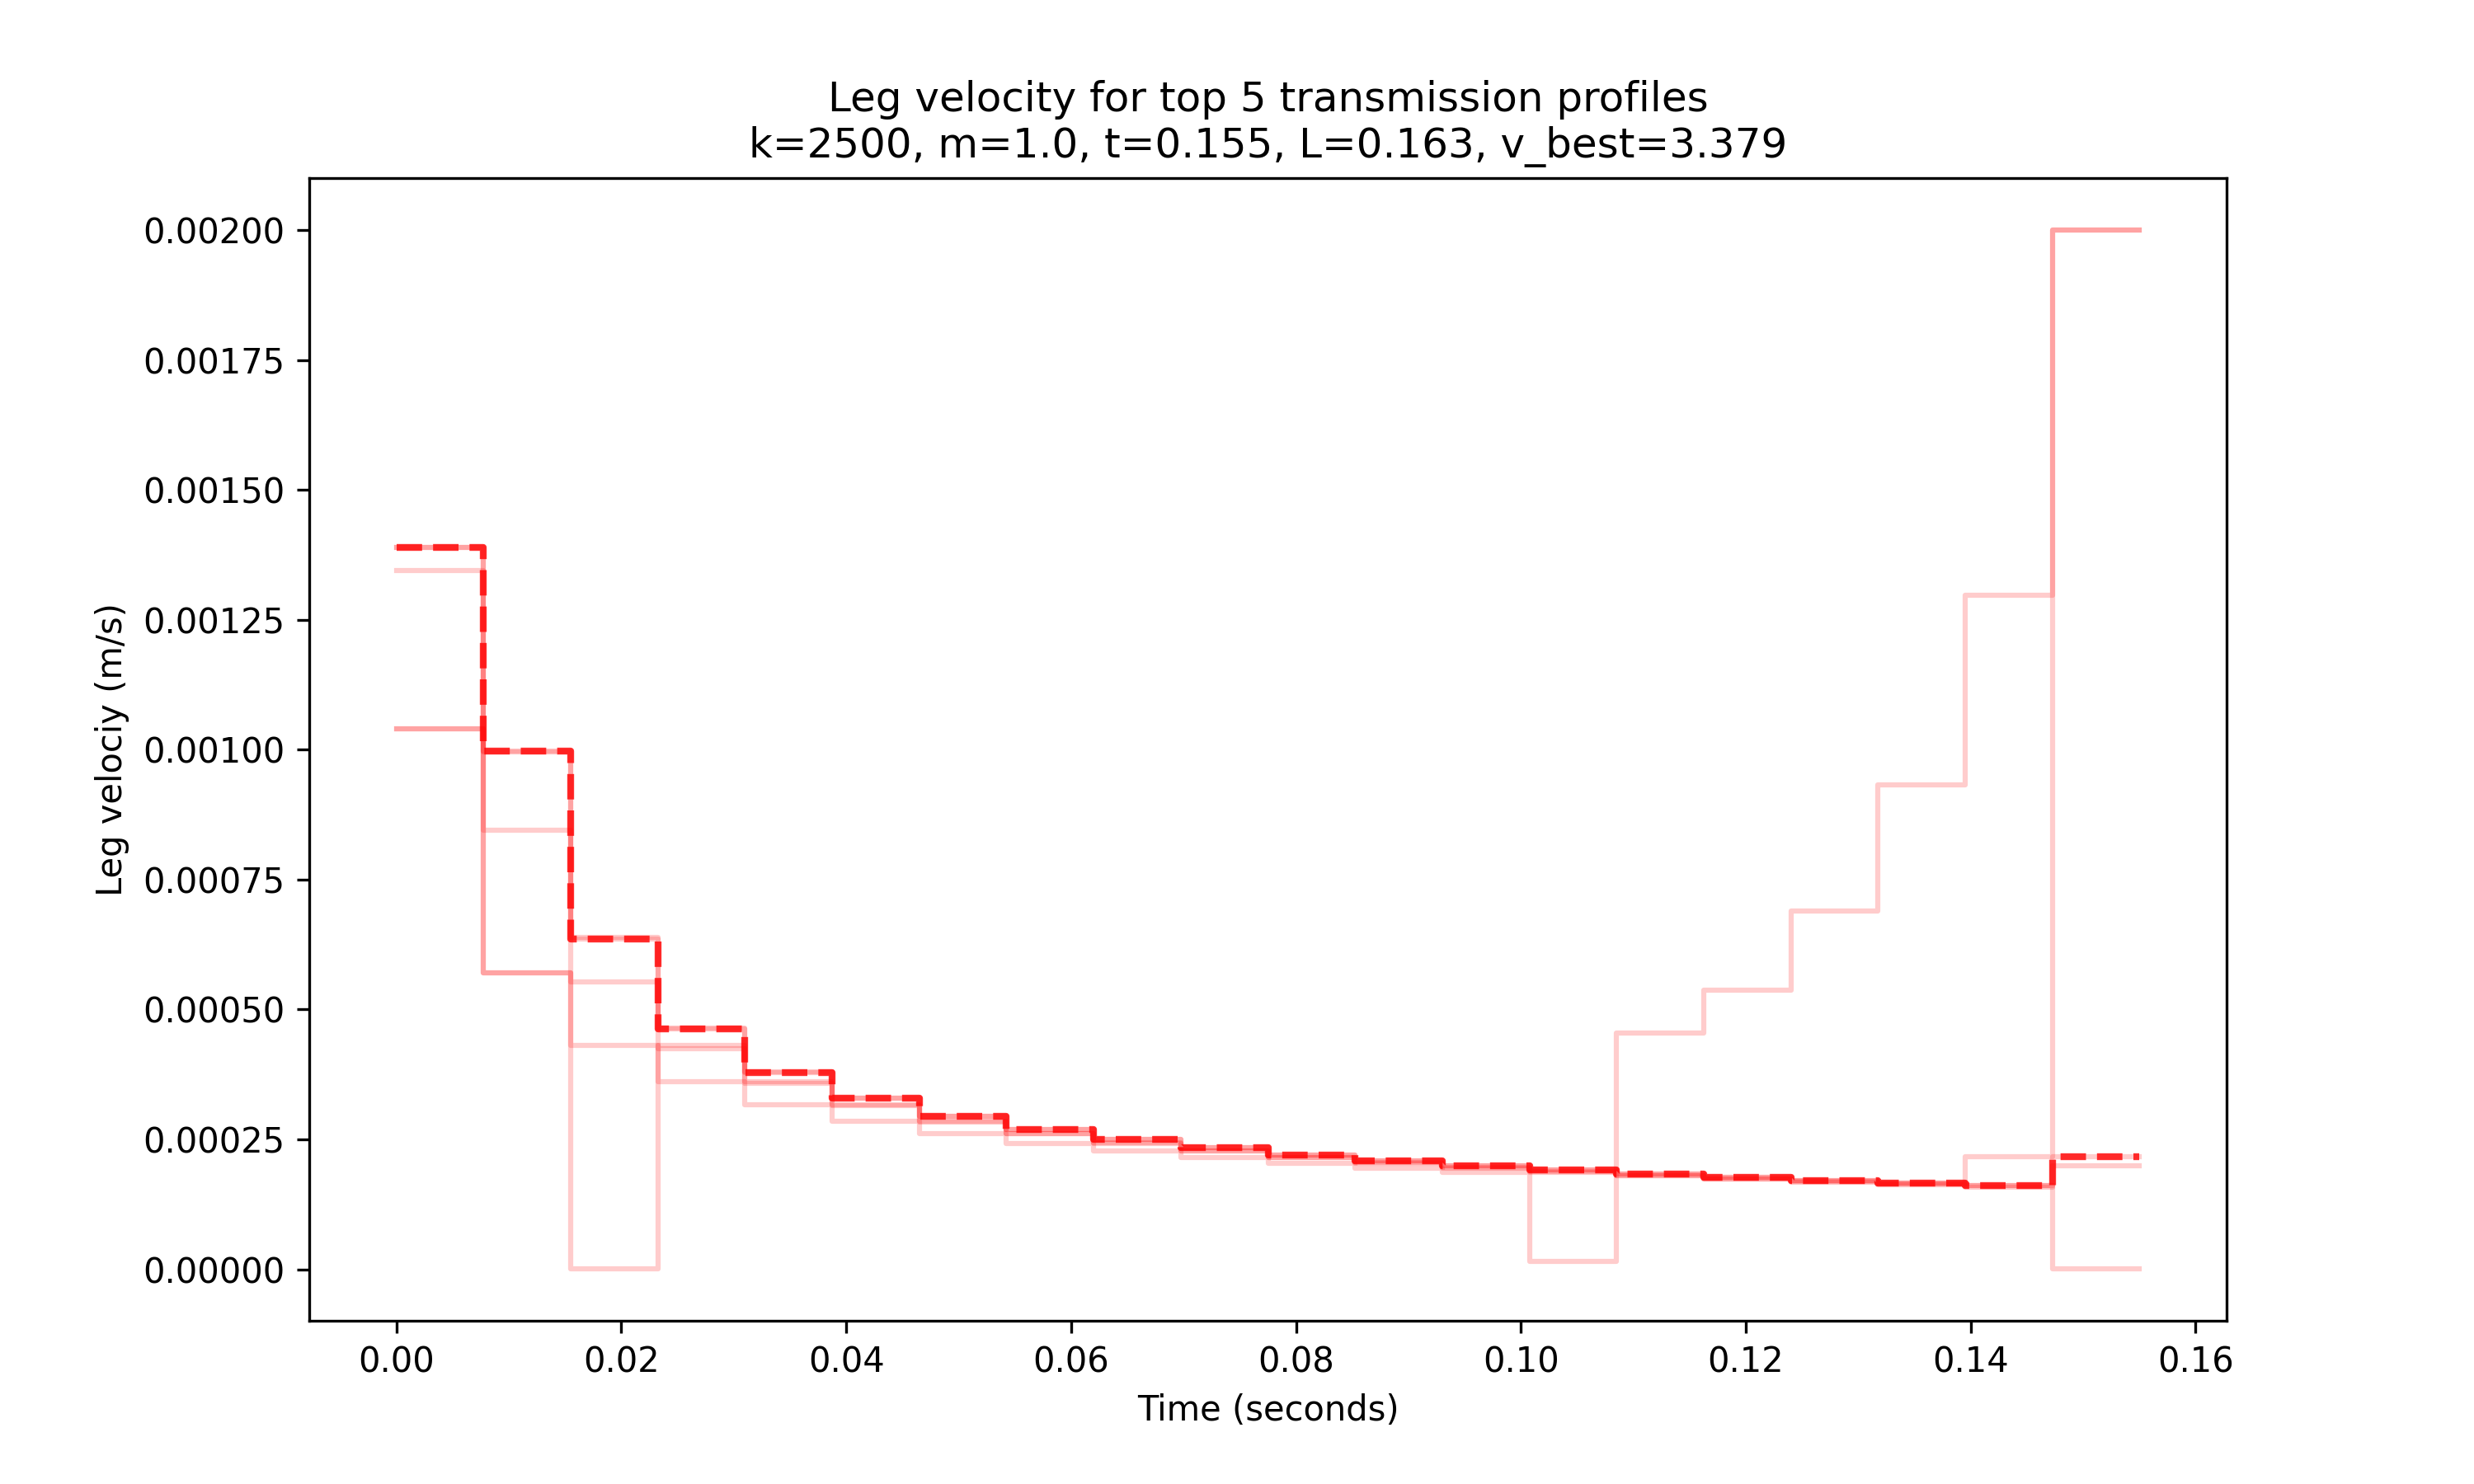 Leg velocity for top 5 transmission profiles
k=2500, m=1.0, t=0.155, L=0.163, v_best=3.379
Leg velociy (m/s)
0.00200
0.00175
0.00150
0.00125
0.00100
0.00075
0.00050
0.00025
0.00000
0.00 0.02 0.04 0.06 0.08 0.10 0.12 0.14 0.16
Time (seconds)